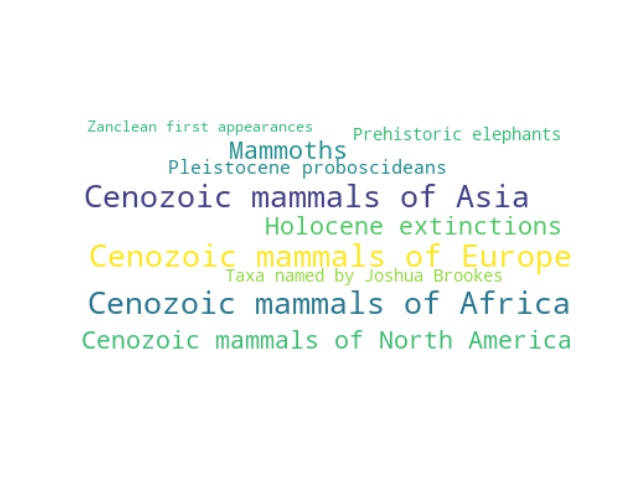 Zanclean first appearances
Prehistoric elephants
Mammoths
Pleistocene proboscideans
Cenozoic mammals of Asia
Holocene extinctions
Cenozoic mammals of Europe
Taxa named by Joshua Brookes
Cenozoic mammals of Africa
Cenozoic mammals of North America